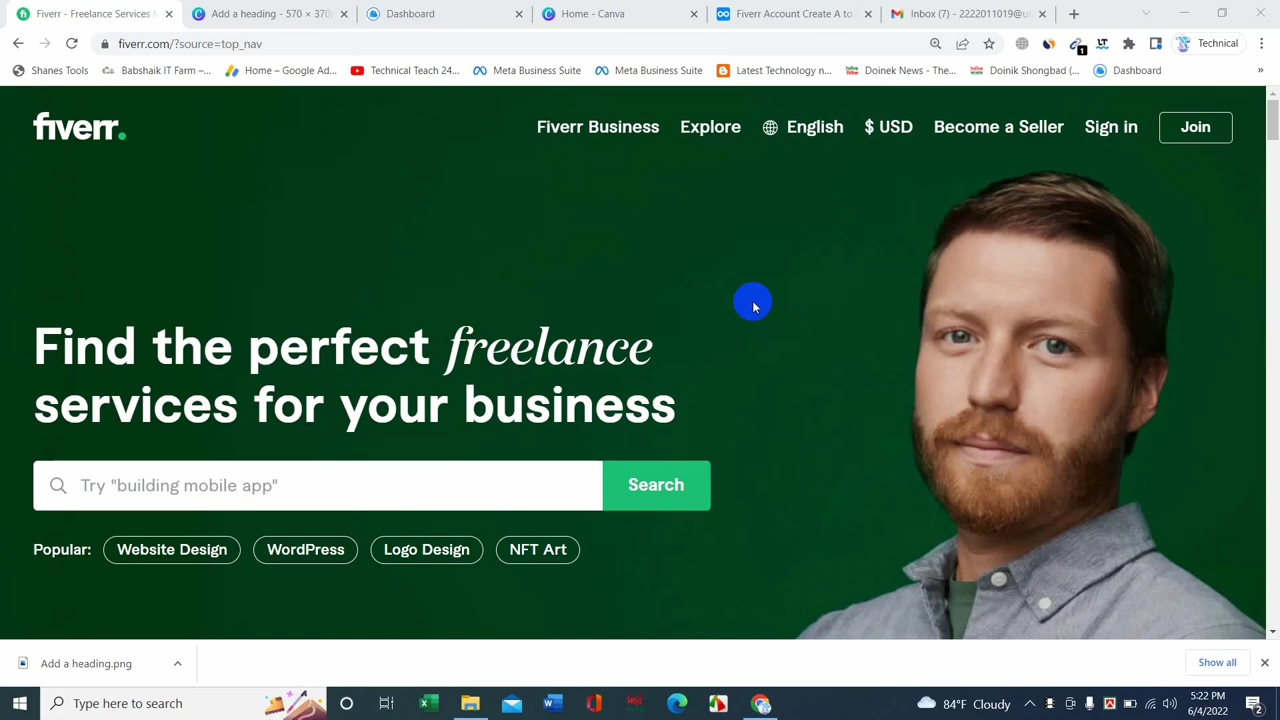 Fiverr - Freelance Services f
Add a heading - 570 × 370
Dashboard
Home - Canva
Fiverr Account Create A to
Inbox (7) - 2222011019@u
fiverr.com/?source=top_nav
1
Technical
Shanes Tools
Babshaik IT Farm –...
Home – Google Ad...
Technical Teach 24...
Meta Business Suite
Meta Business Suite
Latest Technology n...
Doinek News - The...
Doinik Shongbad (...
Dashboard
»
fiverr.
Fiverr Business
Explore
English
$ USD
Become a Seller
Sign in
Join
Find the perfect freelance
services for your business
Try "building mobile app"
Search
Popular:
Website Design
WordPress
Logo Design
NFT Art
Add a heading.png
Show all
Type here to search
84°F Cloudy
5:22 PM
6/4/2022
2